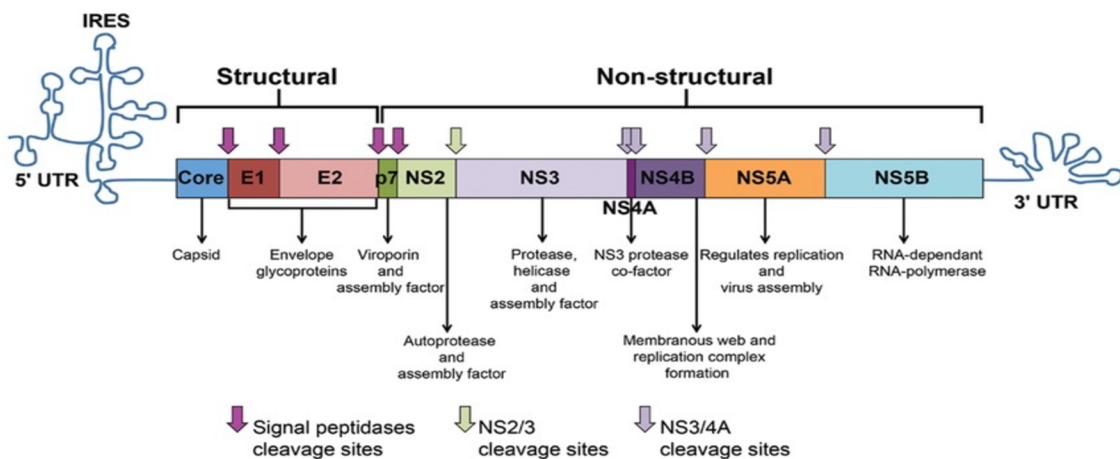 IRES
Structural
Non-structural
5' UTR
Core
E1
E2
p7
NS2
NS3
NS4A
NS4B
NS5A
NS5B
3' UTR
Capsid
Envelope
glycoproteins
Viroporin
and
assembly factor
Autoprotease
and
assembly factor
Protease,
helicase
and
assembly factor
NS3 protease
co-factor
Membranous web and
replication complex
formation
Regulates replication
and
virus assembly
RNA-dependant
RNA-polymerase
Signal peptidases
cleavage sites
NS2/3
cleavage sites
NS3/4A
cleavage sites